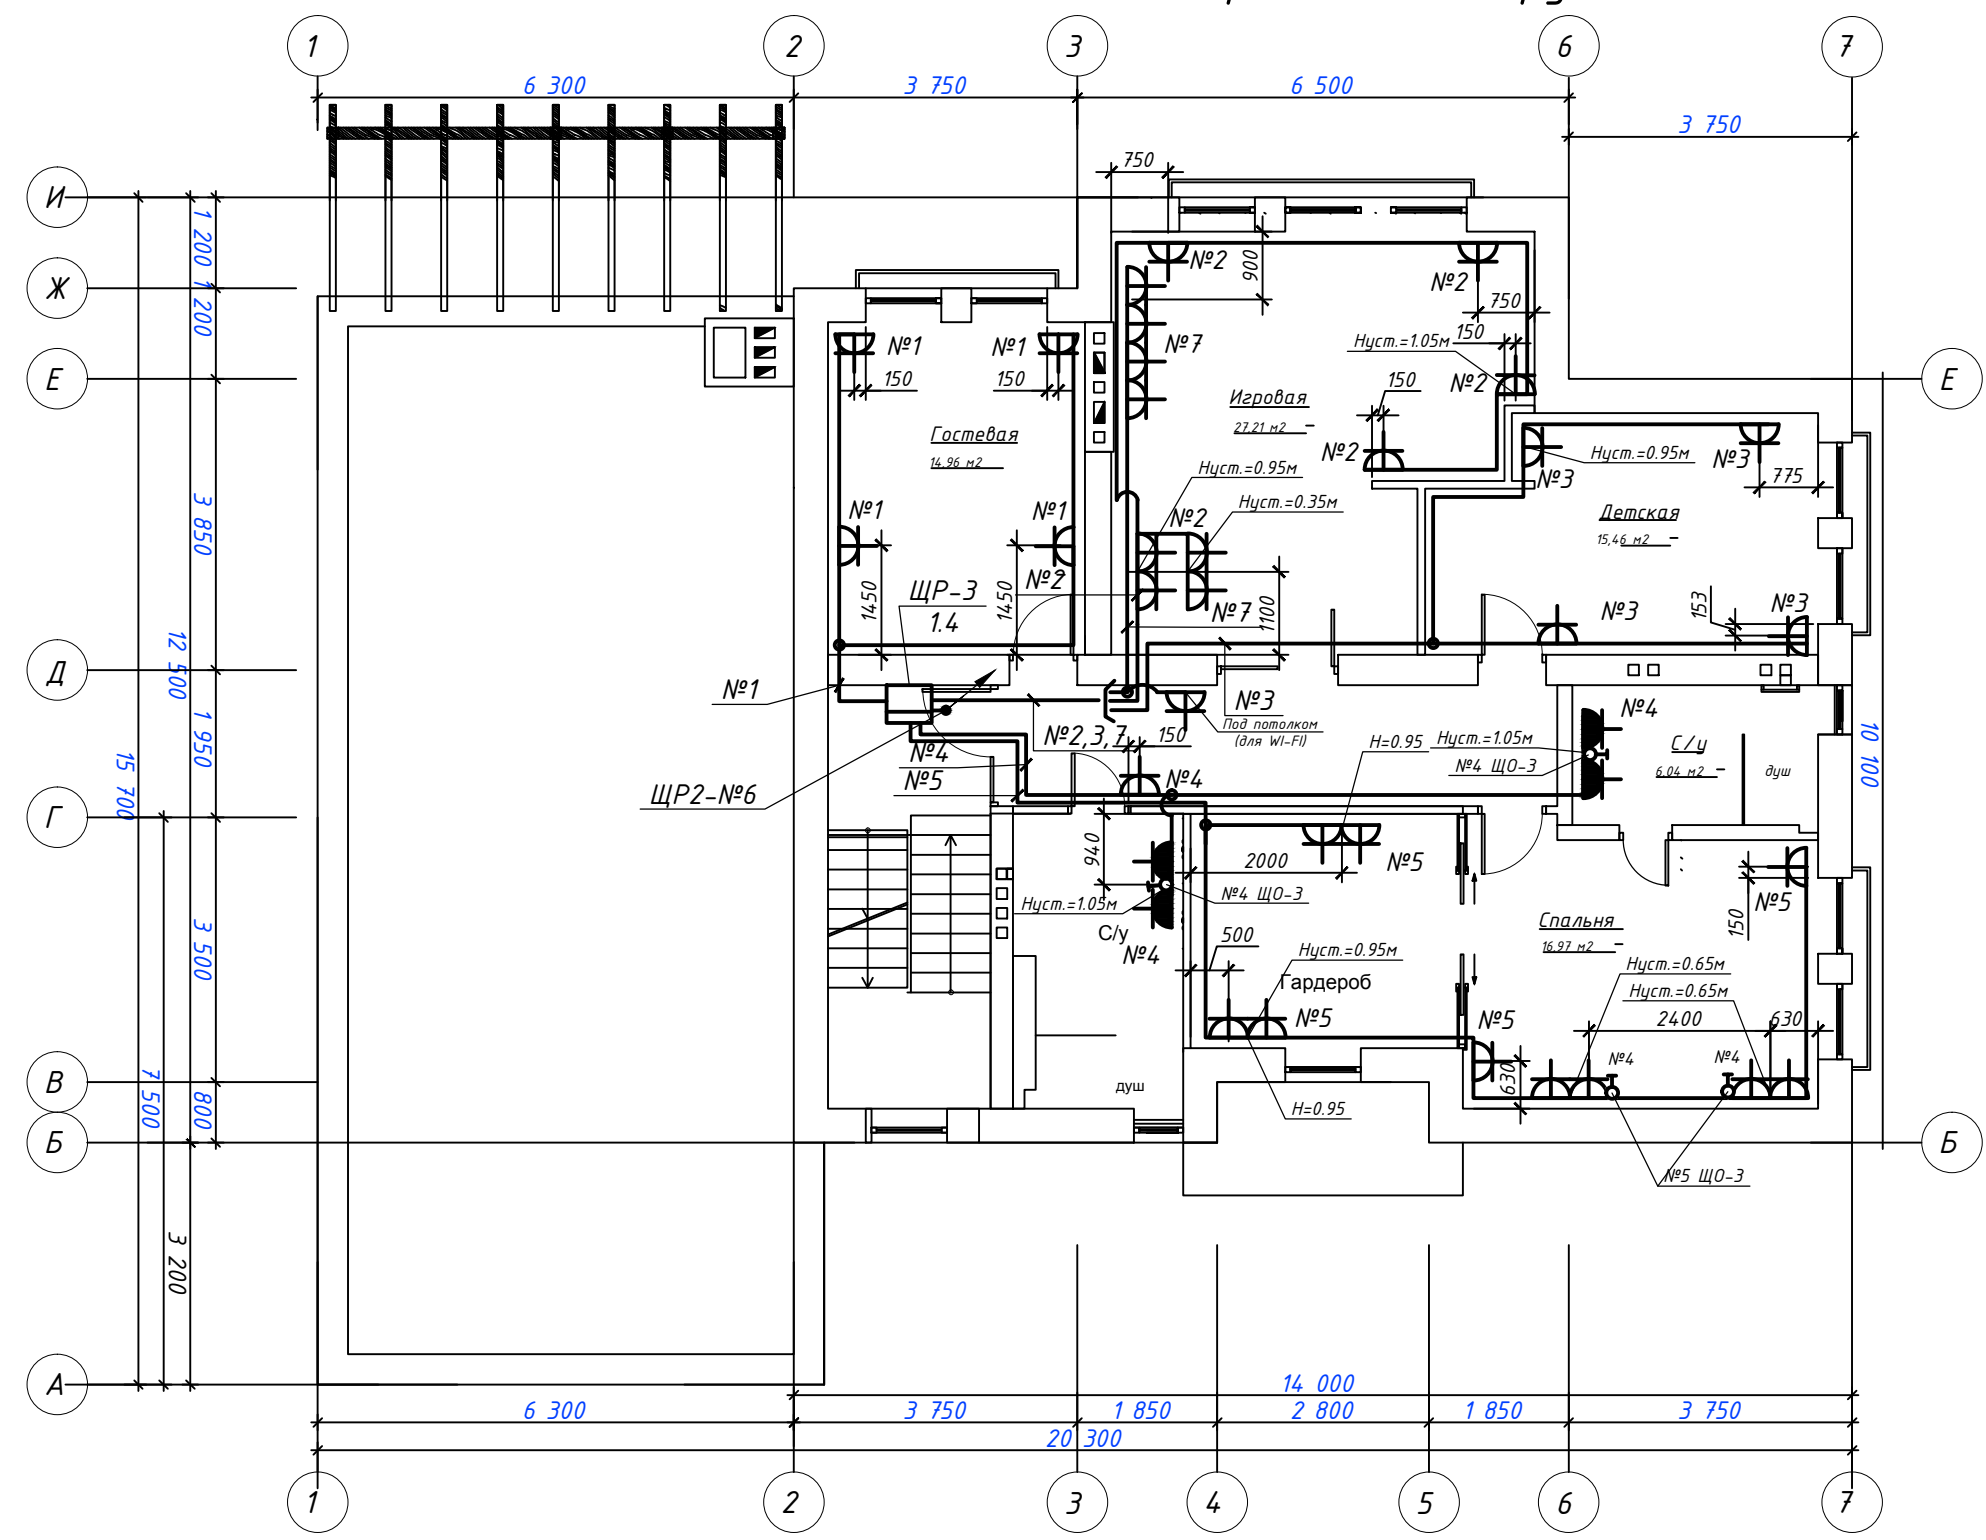 1
2
3
6
7
6 300
3 750
6 500
3 750
И
Ж
Е
Д
Г
В
Б
А
Е
Б
1 200
1 200
3 850
1 950
3 500
800
12 500
15 700
7 500
3 200
10 100
750
№2
900
№2
750
150
Нуст.=1.05м
№2
150
№1
№1
150
150
№7
Игровая
27.21 м2
Гостевая
14.96 м2
№2
Нуст.=0.95м
Нуст.=0.35м
Нуст.=0.95м
№3
№3
775
Детская
15,46 м2
№1
№1
№2
№2
1450
1450
ЩР-3
1.4
№7
1100
№3
153
№3
№1
№3
Под потолком
(для WI-FI)
№2,3,7
150
№4
№5
ЩР2-№6
№4
Н=0.95
Нуст.=1.05м
№4 ЩО-3
№4
С/у
6.04 м2
душ
940
2000
№5
Нуст.=1.05м
№4 ЩО-3
С/у
№4
500
Нуст.=0.95м
Гардероб
№5
150
№5
Спальня
16.97 м2
Нуст.=0.65м
Нуст.=0.65м
2400
630
№5
630
№4
№4
душ
Н=0.95
№5 ЩО-3
14 000
6 300
3 750
1 850
2 800
1 850
3 750
20 300
1
2
3
4
5
6
7